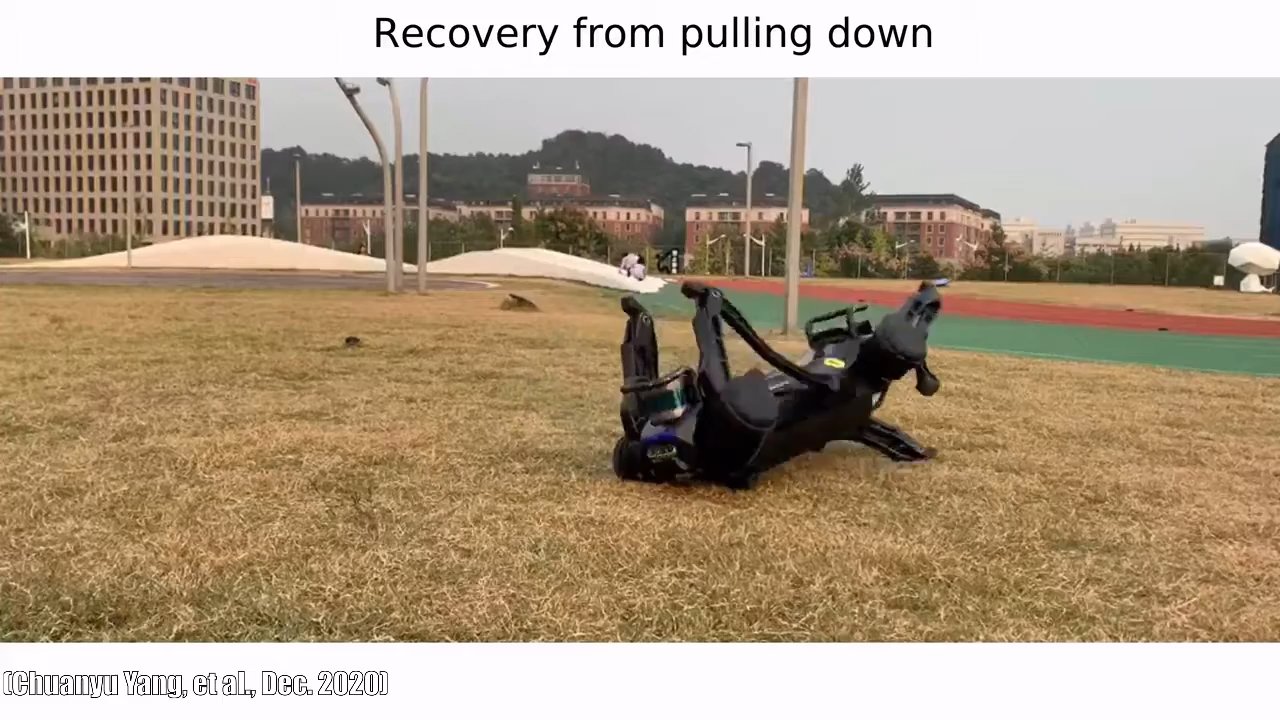 Recovery from pulling down
(Chuanyu Yang, et al., Dec. 2020)